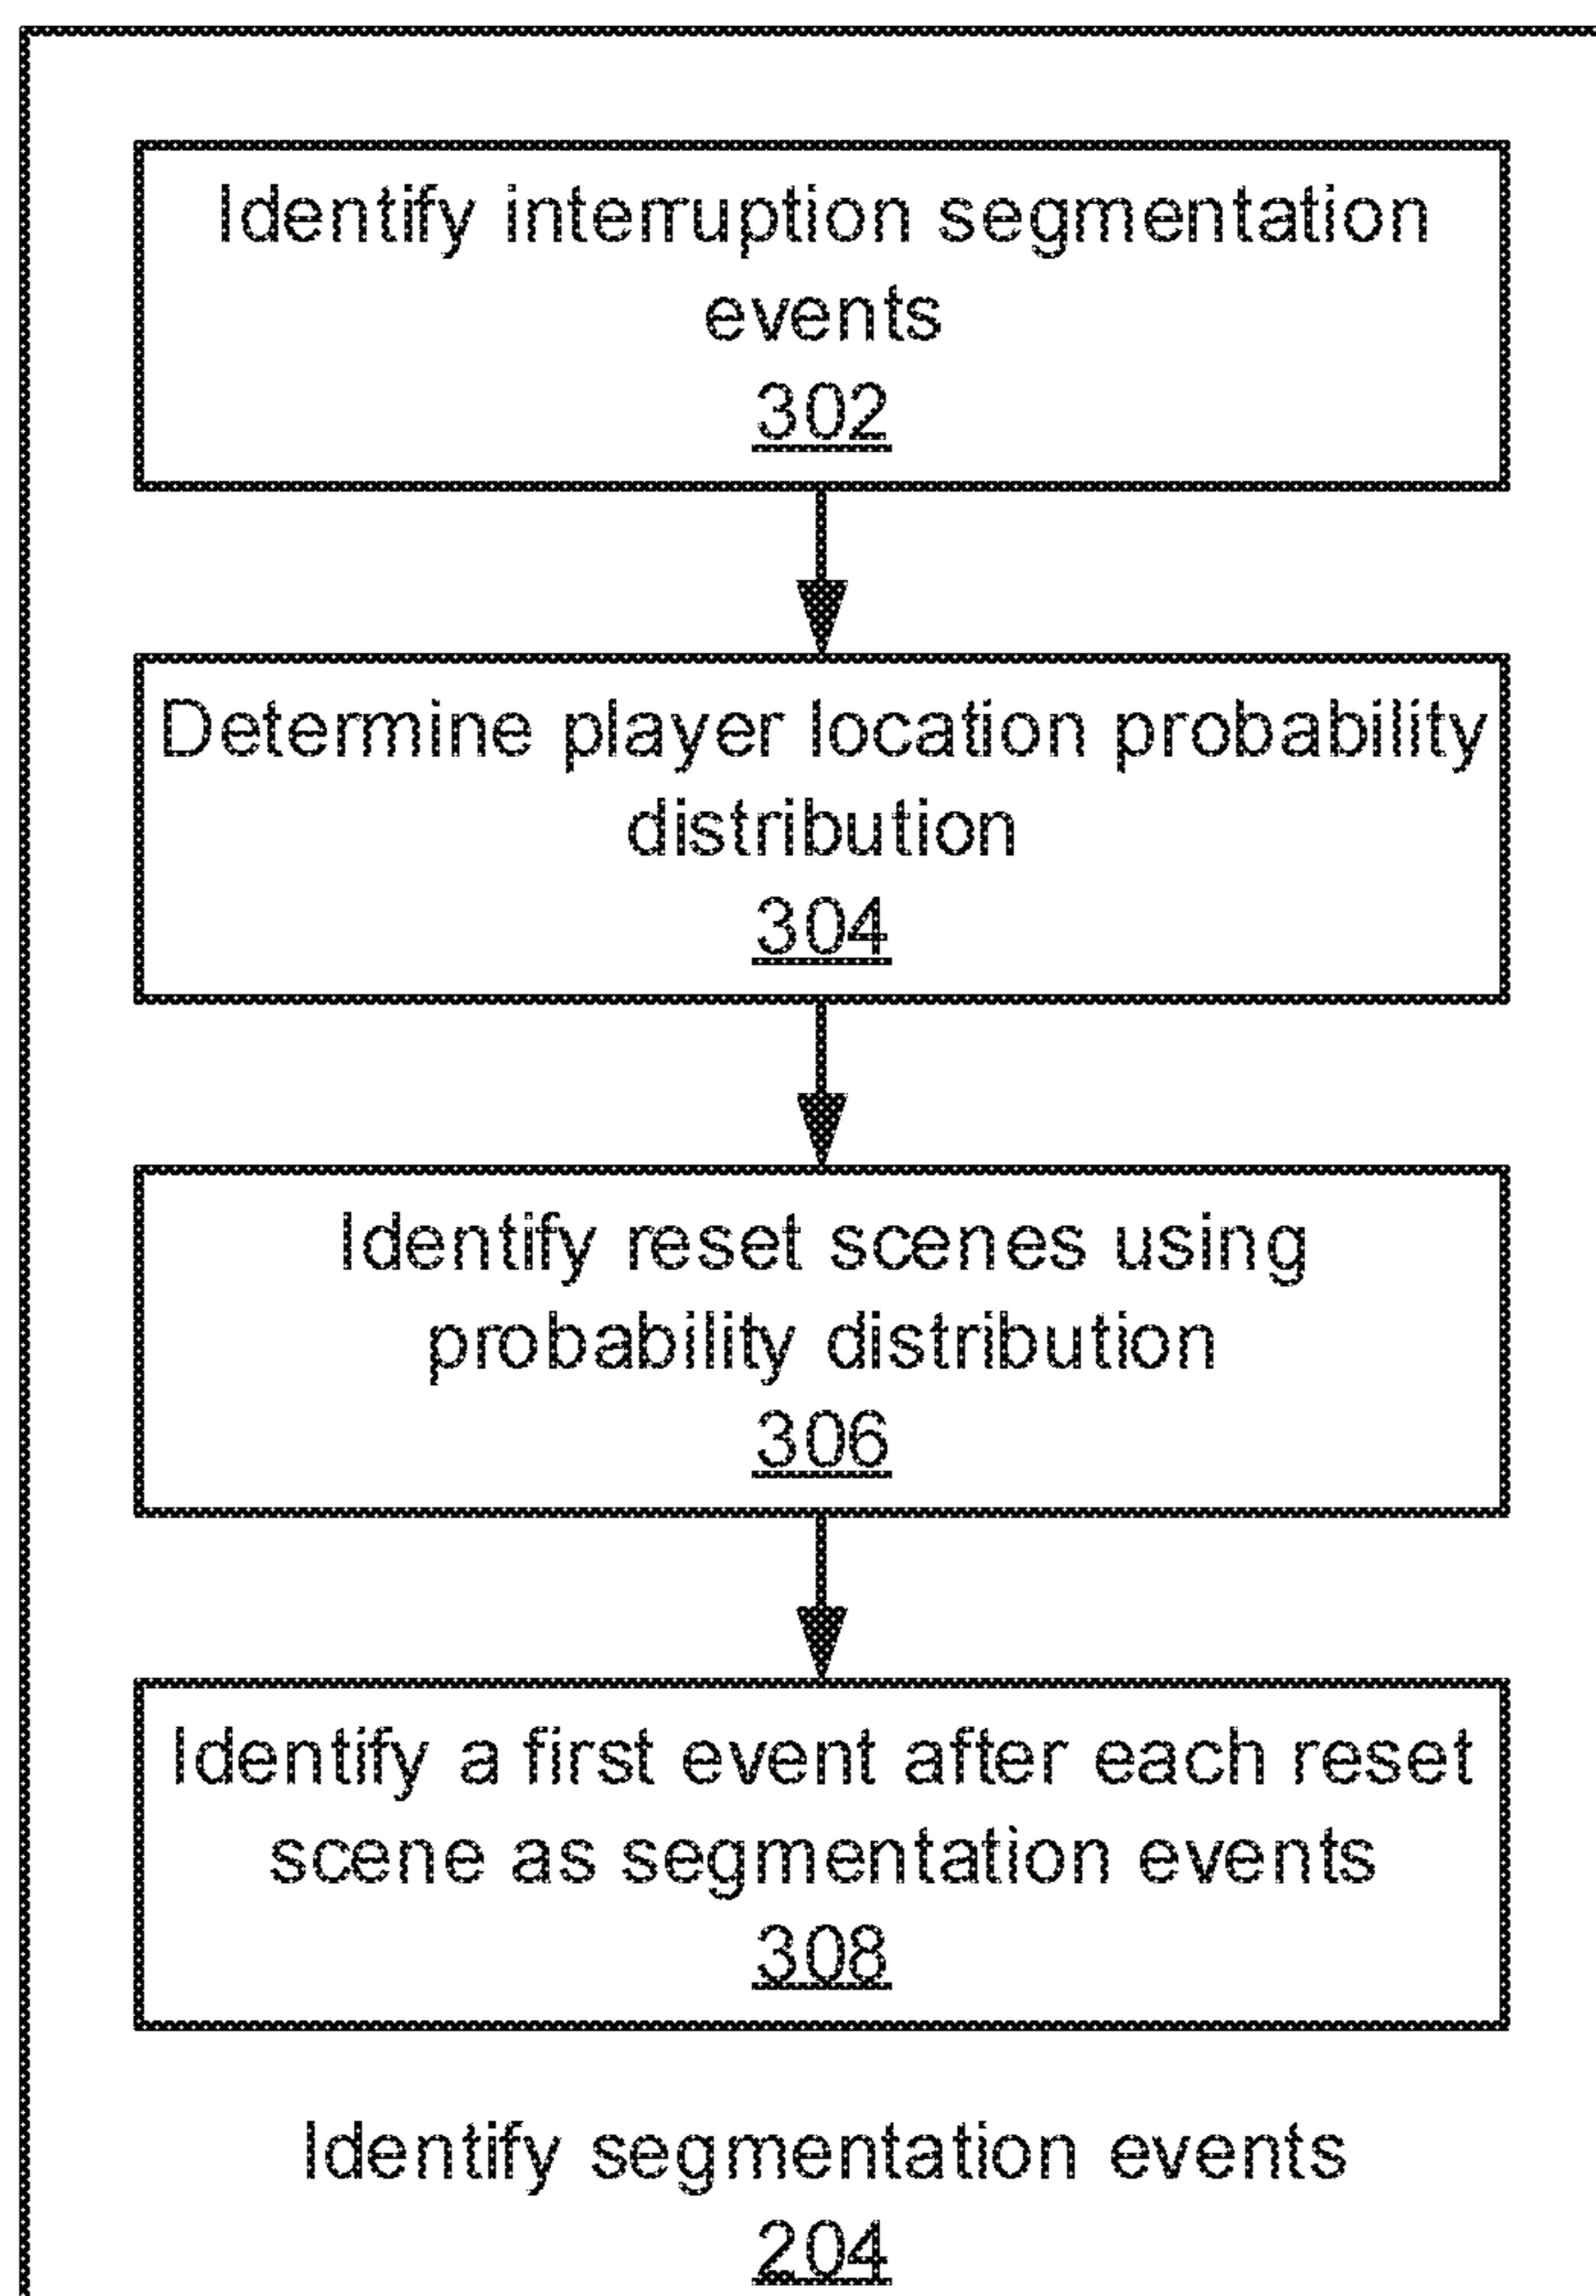 Identify interruption segmentation
events
302
Determine player location probability
distribution
304
Identify reset scenes using
probability distribution
306
Identify a first event after each reset
scene as segmentation events
308
Identify segmentation events
204